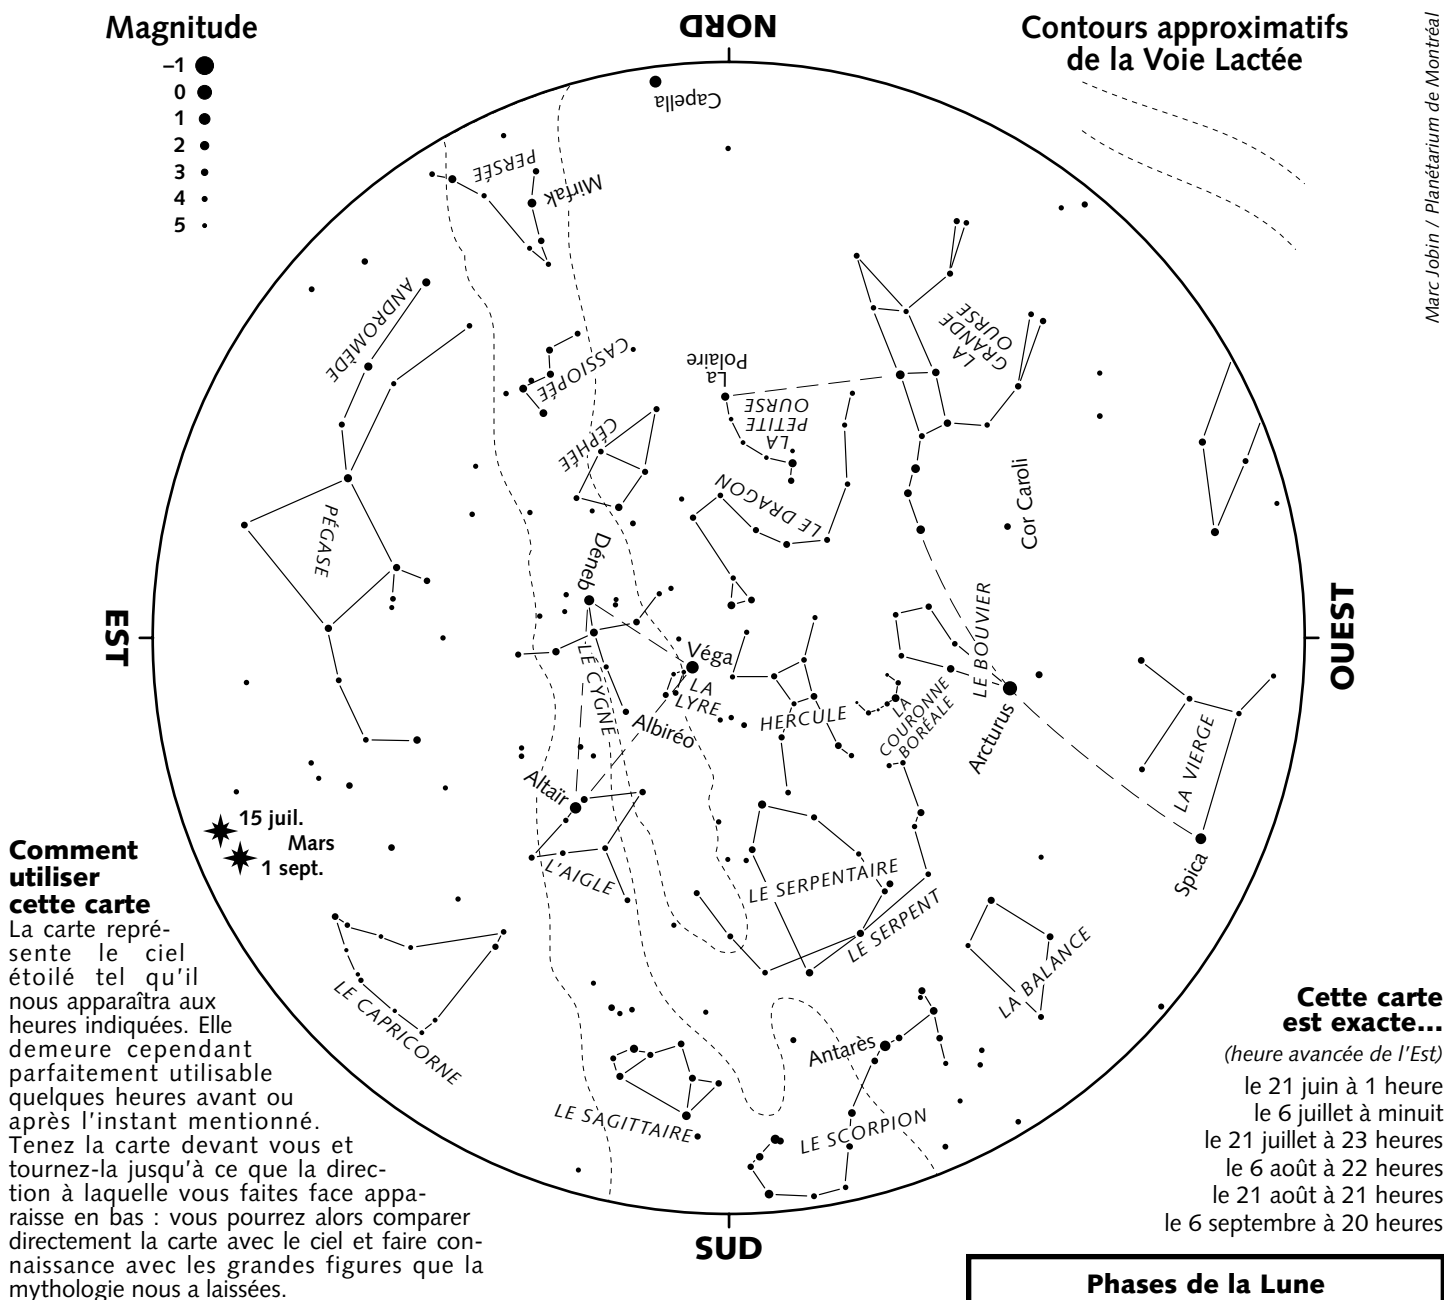 Magnitude
–1
0
1
2
3
4
5
NORD
Contours approximatifs
de la Voie Lactée
Marc Jobin / Planétarium de Montréal
Capella
PERSÉE
Mirfak
ANDROMÈDE
CASSIOPÉE
CÉPHÉE
La
Polaire
LA
PETITE
OURSE
LA
GRANDE
OURSE
LE DRAGON
Cor Caroli
PÉGASE
Déneb
EST
OUEST
LE BOUVIER
Véga
LA
LYRE
LE CYGNE
Albiréo
HERCULE
LA
COURONNE
BORÉALE
Arcturus
LA VIERGE
Spica
Altaïr
L'AIGLE
LE SERPENTAIRE
LE SERPENT
LA BALANCE
15 juil.
Mars
1 sept.
LE CAPRICORNE
Antarès
LE SAGITTAIRE
LE SCORPION
SUD
Comment
utiliser
cette carte
La carte repré-
sente le ciel
étoilé tel qu'il
nous apparaîtra aux
heures indiquées. Elle
demeure cependant
parfaitement utilisable
quelques heures avant ou
après l'instant mentionné.
Tenez la carte devant vous et
tournez-la jusqu'à ce que la direc-
tion à laquelle vous faites face appa-
raisse en bas : vous pourrez alors comparer
directement la carte avec le ciel et faire con-
naissance avec les grandes figures que la
mythologie nous a laissées.
Cette carte
est exacte...
(heure avancée de l'Est)
le 21 juin à 1 heure
le 6 juillet à minuit
le 21 juillet à 23 heures
le 6 août à 22 heures
le 21 août à 21 heures
le 6 septembre à 20 heures
Phases de la Lune